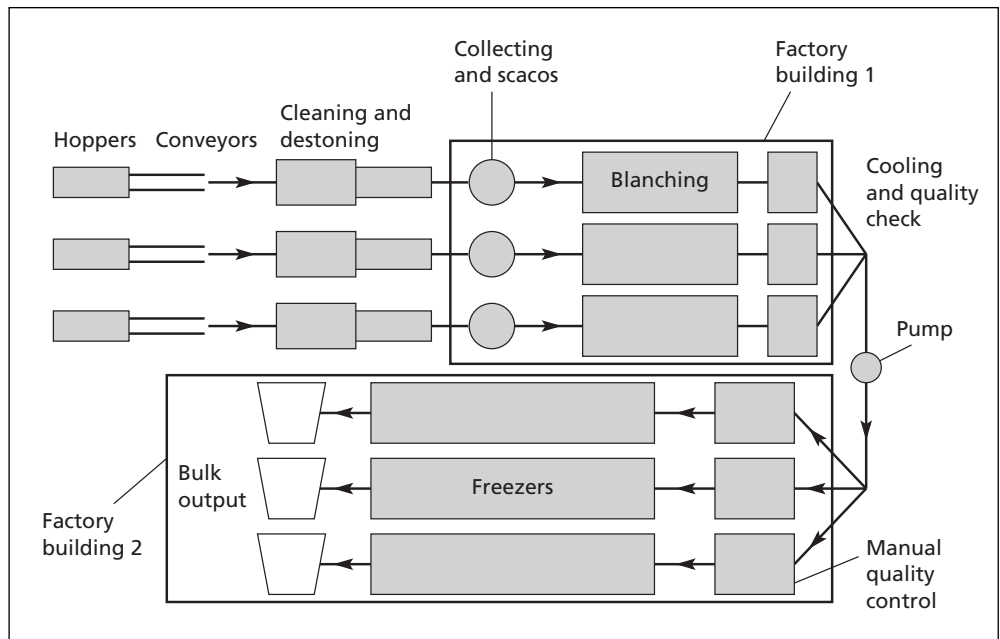 Collecting
and scacos
Factory
building 1
Hoppers
Conveyors
Cleaning and
destoning
Blanching
Cooling
and quality
check
Pump
Bulk
output
Freezers
Factory
building 2
Manual
quality
control